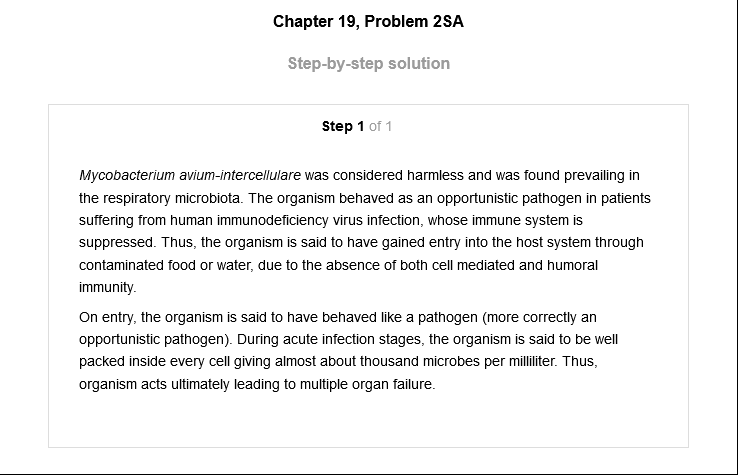 Chapter 19, Problem 2SA
Step-by-step solution
Step 1 of 1
Mycobacterium avium-intercellulare was considered harmless and was found prevailing in
the respiratory microbiota. The organism behaved as an opportunistic pathogen in patients
suffering from human immunodeficiency virus infection, whose immune system is
suppressed. Thus, the organism is said to have gained entry into the host system through
contaminated food or water, due to the absence of both cell mediated and humoral
immunity.
On entry, the organism is said to have behaved like a pathogen (more correctly an
opportunistic pathogen). During acute infection stages, the organism is said to be well
packed inside every cell giving almost about thousand microbes per milliliter. Thus,
organism acts ultimately leading to multiple organ failure.